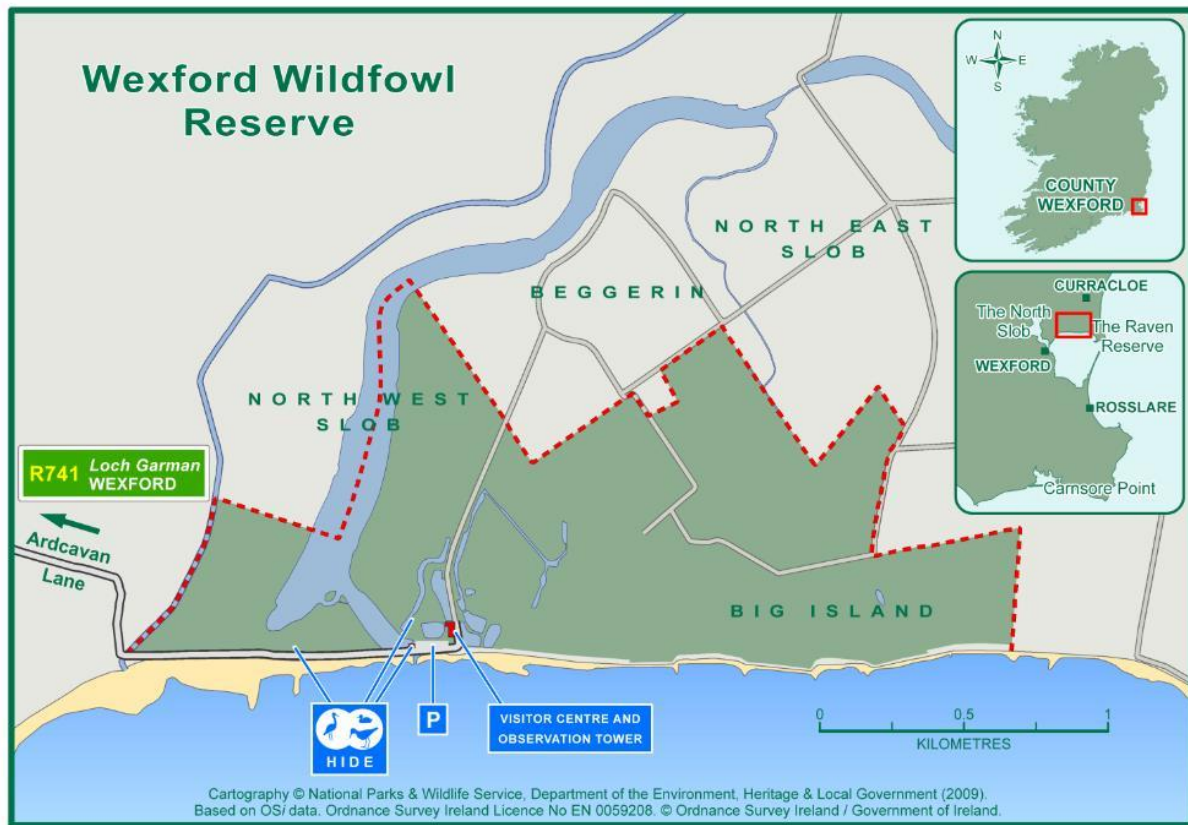 Wexford Wildfowl
Reserve
N
W E
S
COUNTY
WEXFORD
NORTH EAST
SLOB
BEGGERIN
CURRACLOE
The North
Slob
The Raven
Reserve
WEXFORD
ROSSLARE
Carnsore Point
NORTH WEST
SLOB
R741 Loch Garman
WEXFORD
Ardcavan
Lane
BIG ISLAND
HIDE
P
VISITOR CENTRE AND
OBSERVATION TOWER
0 0.5 1
KILOMETRES
Cartography © National Parks & Wildlife Service, Department of the Environment, Heritage & Local Government (2009).
Based on OSi data. Ordnance Survey Ireland Licence No EN 0059208. © Ordnance Survey Ireland / Government of Ireland.